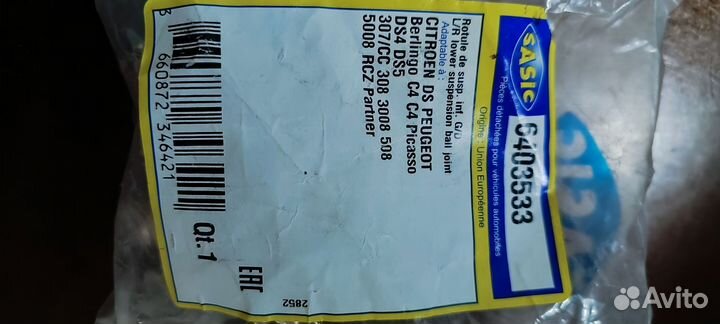 SASIC
Pièces détachées pour véhicules automobiles
6403533
Origine : Union Européenne
Rotule de susp. inf. G/D
L/R lower suspension ball joint
Adaptable à :
CITROEN DS PEUGEOT
Berlingo C4 C4 Picasso
DS4 DS5
307/CC 308 3008 508
5008 RCZ Partner
3 660872 346421
Qt. 1
EAC
2852
Avito